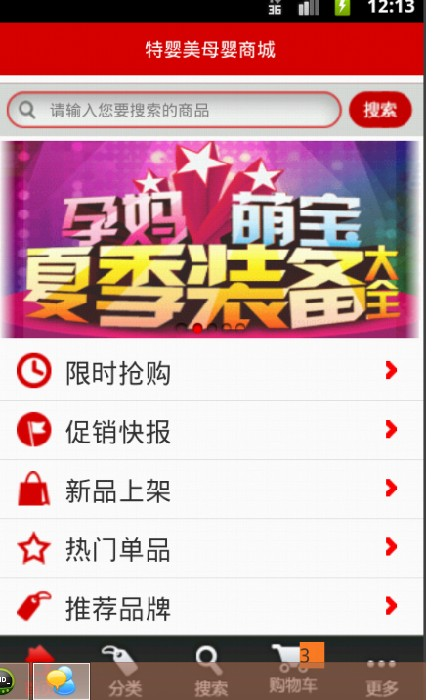 12:13
特婴美母婴商城
请输入您要搜索的商品
搜索
孕妈 萌宝
夏季装备大全
限时抢购
促销快报
新品上架
热门单品
推荐品牌
3
分类
搜索
购物车
更多